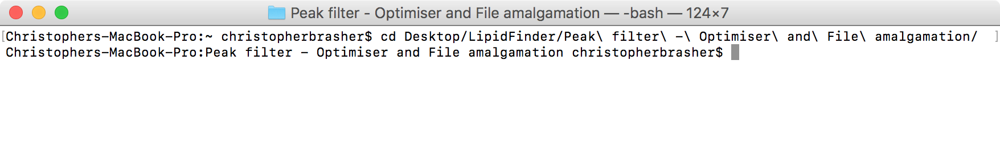 Peak filter - Optimiser and File amalgamation — -bash — 124×7
[Christophers-MacBook-Pro:~ christopherbrasher$ cd Desktop/LipidFinder/Peak\ filter\ -\ Optimiser\ and\ File\ amalgamation/ ]
Christophers-MacBook-Pro:Peak filter - Optimiser and File amalgamation christopherbrasher$